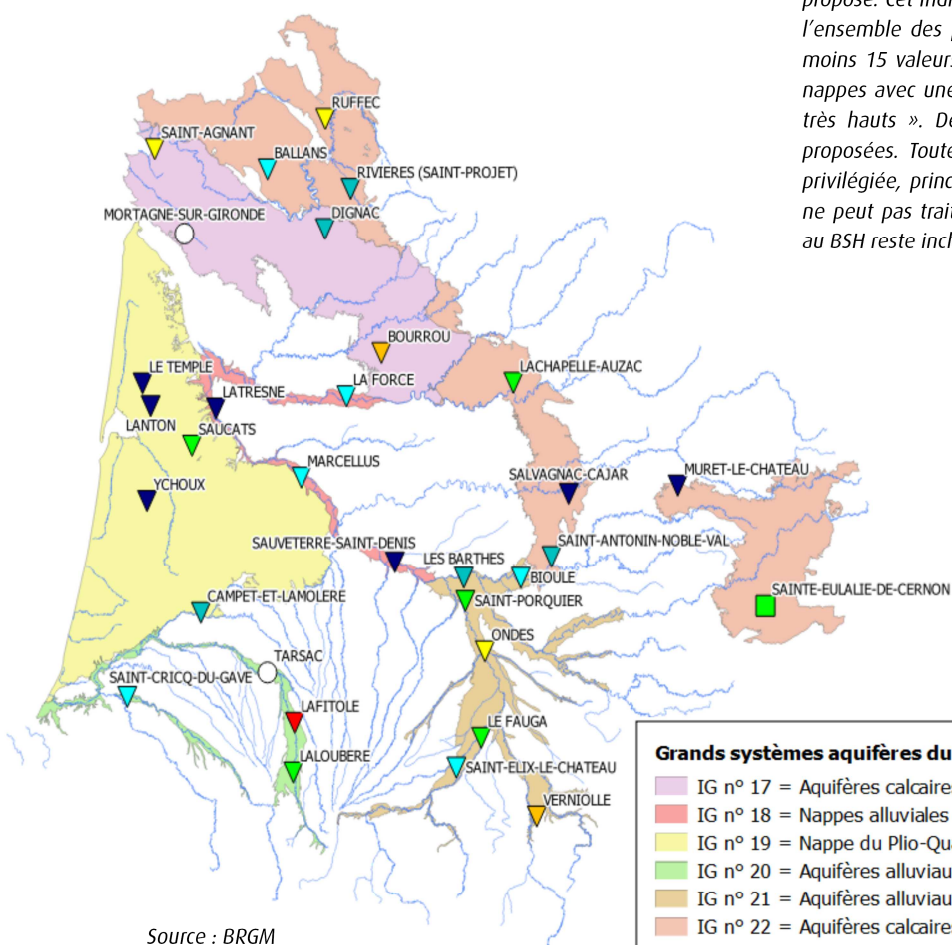 propose. Cet indi
l'ensemble des
moins 15 valeurs
nappes avec une
très hauts ». De
proposées. Toute
privilégiée, princ
ne peut pas trait
au BSH reste incl
RUFFEC
SAINT-AGNANT
BALLANS
RIVIERES (SAINT-PROJET)
MORTAGNE-SUR-GIRONDE
DIGNAC
BOURROU
LE TEMPLE
LA FORCE
LACHAPELLE-AUZAC
LATRESNE
LANTON
SAUCATS
MARCELLUS
SALVAGNAC-CAJAR
MURET-LE-CHATEAU
YCHOUX
SAUVETERRE-SAINT-DENIS
LES BARTHES
SAINT-ANTONIN-NOBLE-VAL
BIOULE
SAINTE-EULALIE-DE-CERNON
CAMPET-ET-LAMOLERE
SAINT-PORQUIER
ONDES
TARSAC
SAINT-CRICQ-DU-GAVE
LAFITOLE
LE FAUGA
LALOUBERE
SAINT-ELIX-LE-CHATEAU
VERNIOLLE
Grands systèmes aquifères du
IG n° 17 = Aquifères calcaire
IG n° 18 = Nappes alluviales
IG n° 19 = Nappe du Plio-Qu
IG n° 20 = Aquifères alluviau
IG n° 21 = Aquifères alluviau
IG n° 22 = Aquifères calcaire
Source : BRGM